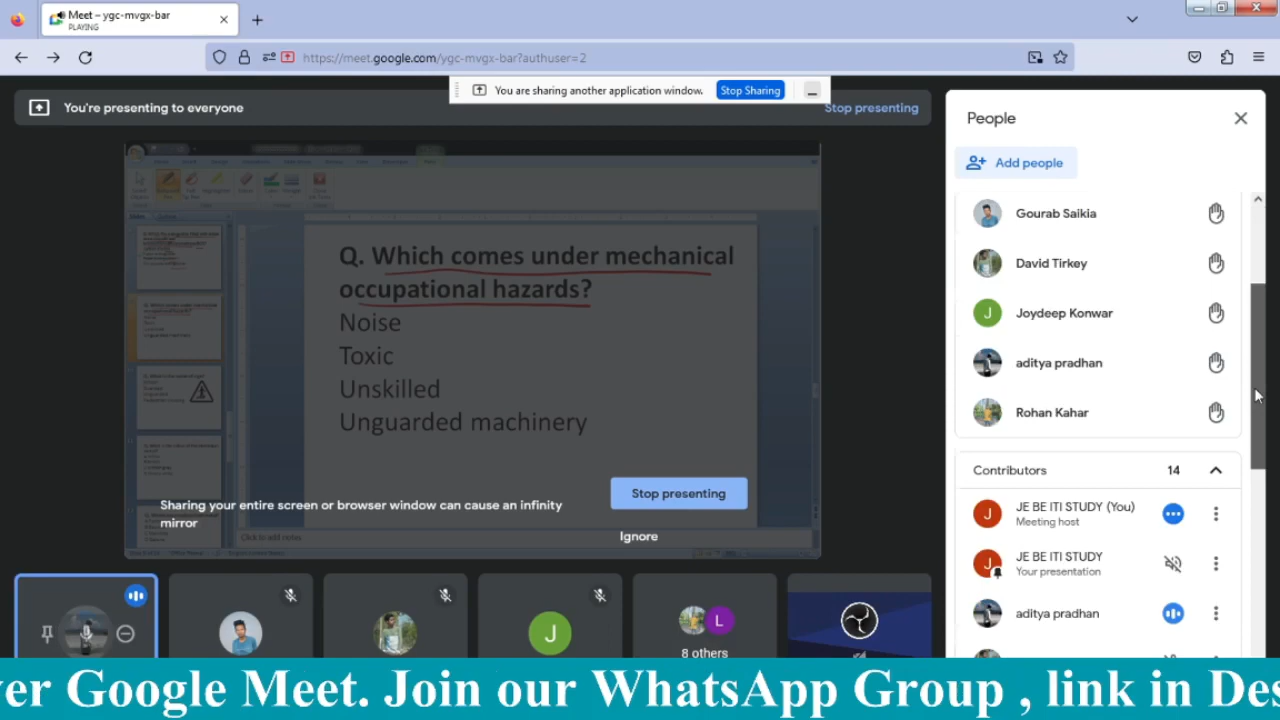 Meet – ygc-mvgx-bar
PLAYING
https://meet.google.com/ygc-mvgx-bar?authuser=2
You are sharing another application window.
Stop Sharing
You're presenting to everyone
Stop presenting
People
Add people
Gourab Saikia
David Tirkey
Joydeep Konwar
aditya pradhan
Rohan Kahar
Contributors
14
JE BE ITI STUDY (You)
Meeting host
JE BE ITI STUDY
Your presentation
aditya pradhan
Q. Which comes under mechanical
occupational hazards?
Noise
Toxic
Unskilled
Unguarded machinery
Sharing your entire screen or browser window can cause an infinity
mirror
Stop presenting
Ignore
Click to add notes
J
J
J
J
L
8 others
ver Google Meet. Join our WhatsApp Group , link in Des